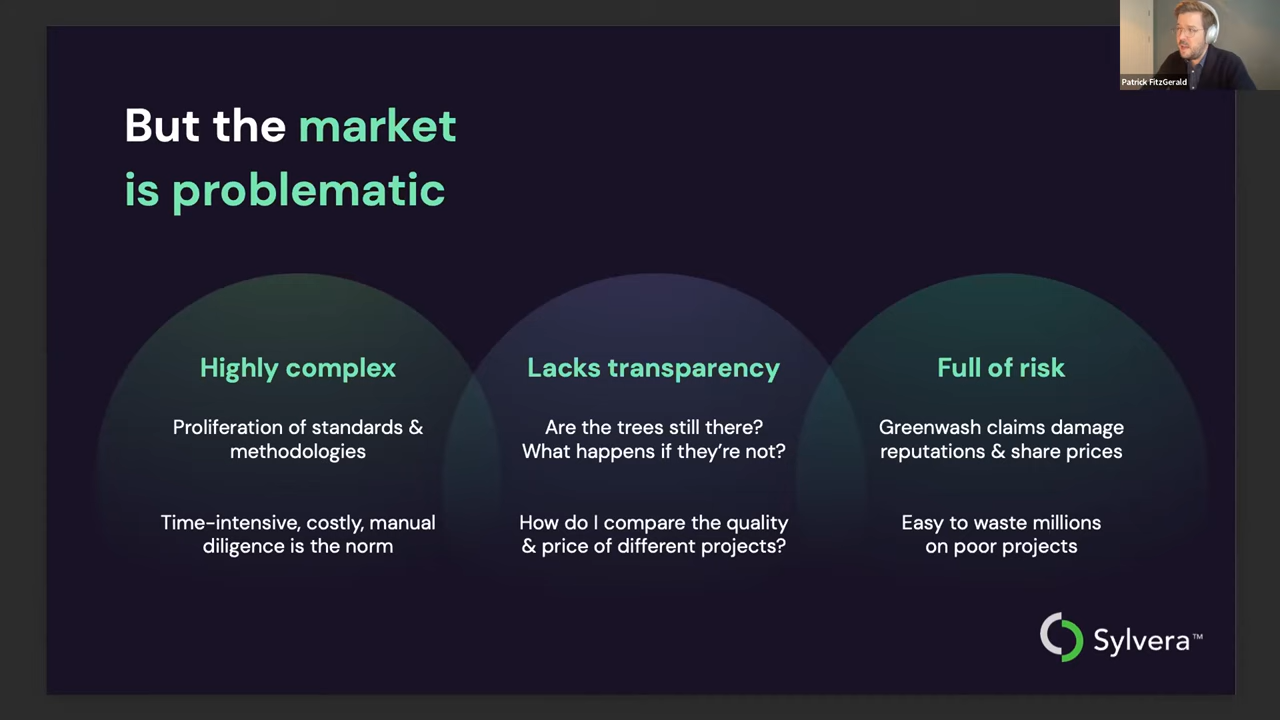 Patrick FitzGerald
But the market
is problematic
Highly complex
Proliferation of standards &
methodologies
Time-intensive, costly, manual
diligence is the norm
Lacks transparency
Are the trees still there?
What happens if they’re not?
How do I compare the quality
& price of different projects?
Full of risk
Greenwash claims damage
reputations & share prices
Easy to waste millions
on poor projects
Sylvera™